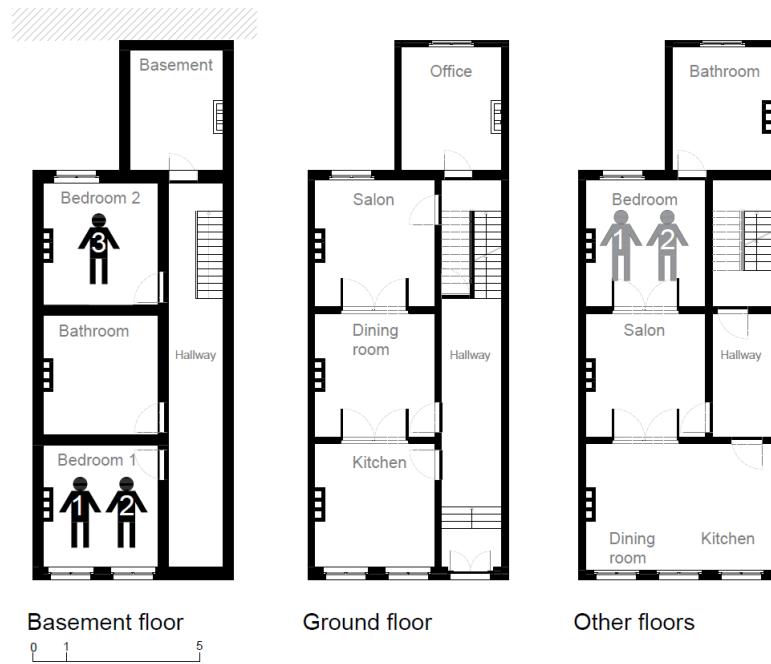 Basement
Bedroom 2
3
Bathroom
Hallway
Bedroom 1
1 2
Basement floor
0 1 5
Office
Salon
Dining
room
Hallway
Kitchen
Ground floor
Bathroom
Bedroom
1 2
Salon
Hallway
Dining
room
Kitchen
Other floors